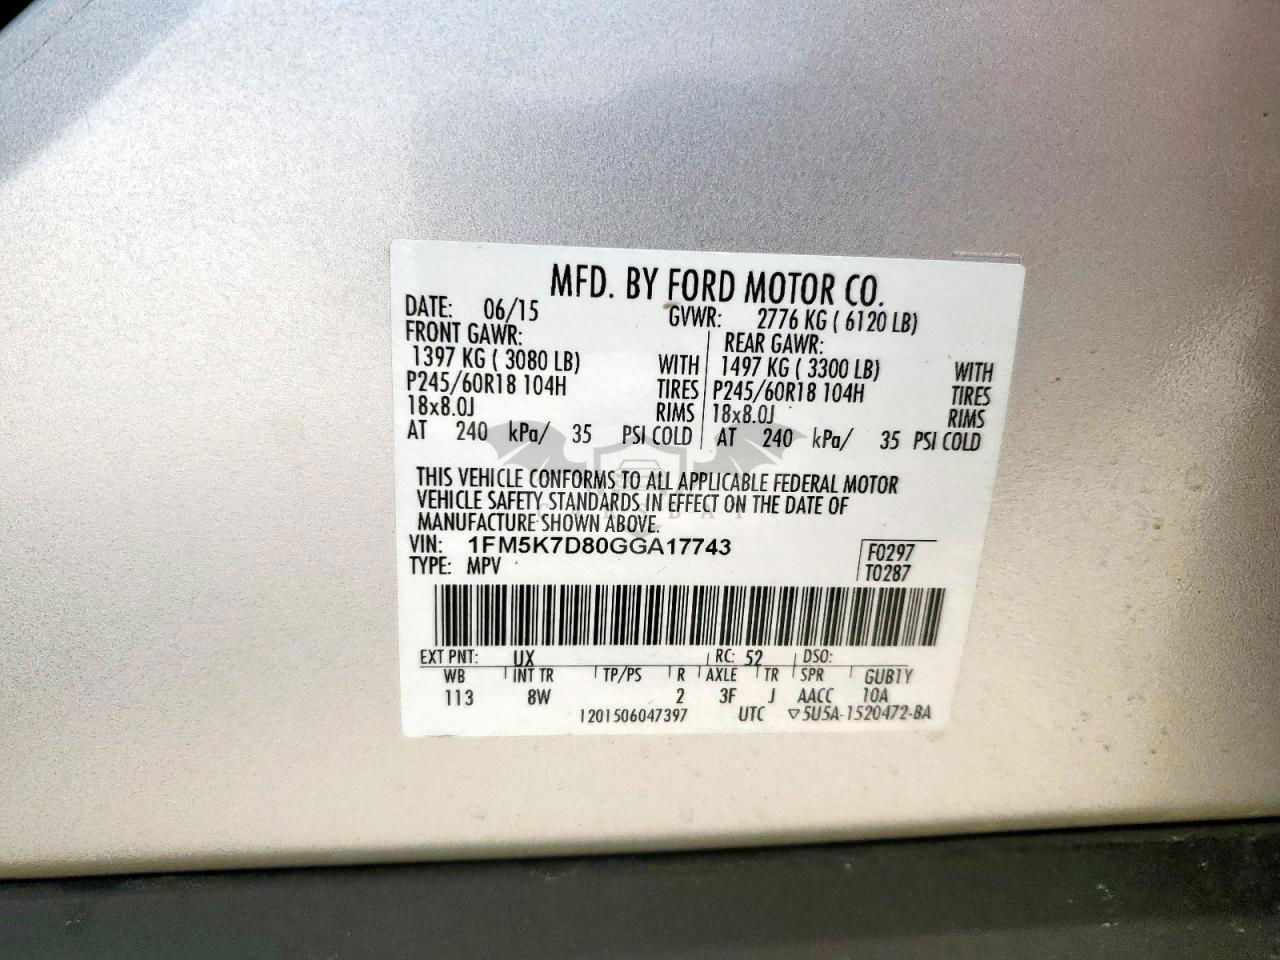 MFD. BY FORD MOTOR CO.
DATE: 06/15 GVWR: 2776 KG ( 6120 LB)
FRONT GAWR: REAR GAWR:
1397 KG ( 3080 LB) WITH 1497 KG ( 3300 LB) WITH
P245/60R18 104H TIRES P245/60R18 104H TIRES
18x8.0J RIMS 18x8.0J RIMS
AT 240 kPa/ 35 PSI COLD AT 240 kPa/ 35 PSI COLD
THIS VEHICLE CONFORMS TO ALL APPLICABLE FEDERAL MOTOR
VEHICLE SAFETY STANDARDS IN EFFECT ON THE DATE OF
MANUFACTURE SHOWN ABOVE.
VIN: 1FM5K7D80GGA17743 F0297
TYPE: MPV T0287
EXT PNT: UX RC: 52 DSO:
WB INT TR TP/PS R AXLE TR SPR GUB1Y
113 8W 2 3F J AACC 10A
1201506047397 UTC ▽5U5A-1520472-BA